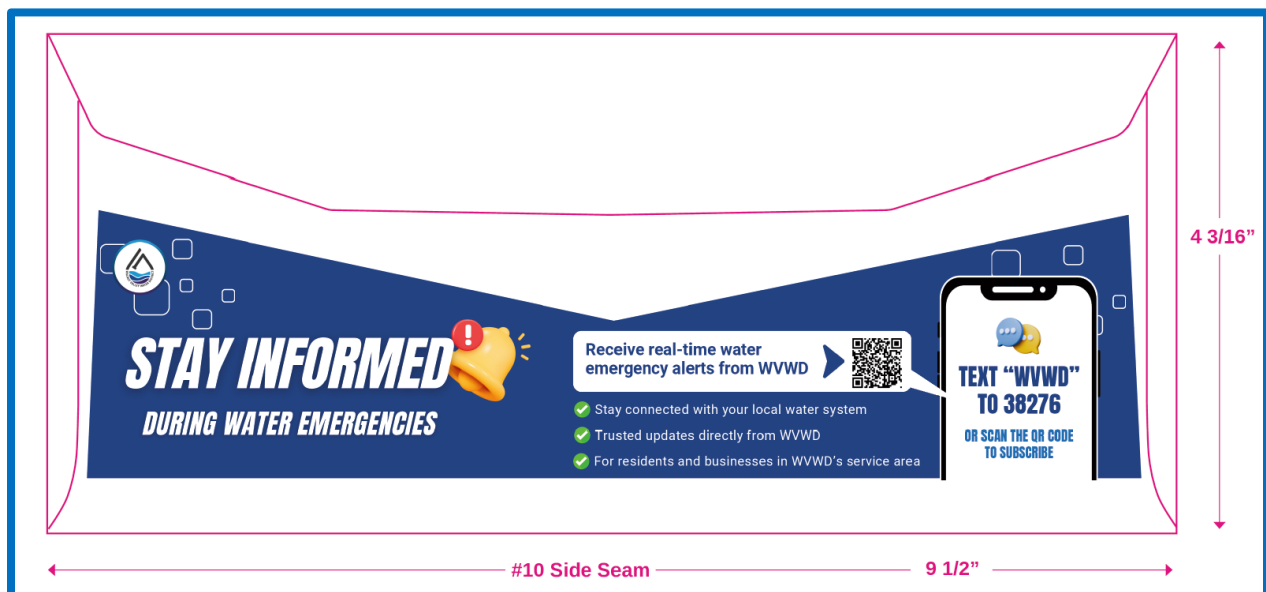 4 3/16”
STAY INFORMED
DURING WATER EMERGENCIES
Receive real-time water
emergency alerts from WVWD
Stay connected with your local water system
Trusted updates directly from WVWD
For residents and businesses in WVWD’s service area
TEXT “WVWD”
TO 38276
OR SCAN THE QR CODE
TO SUBSCRIBE
#10 Side Seam
9 1/2”